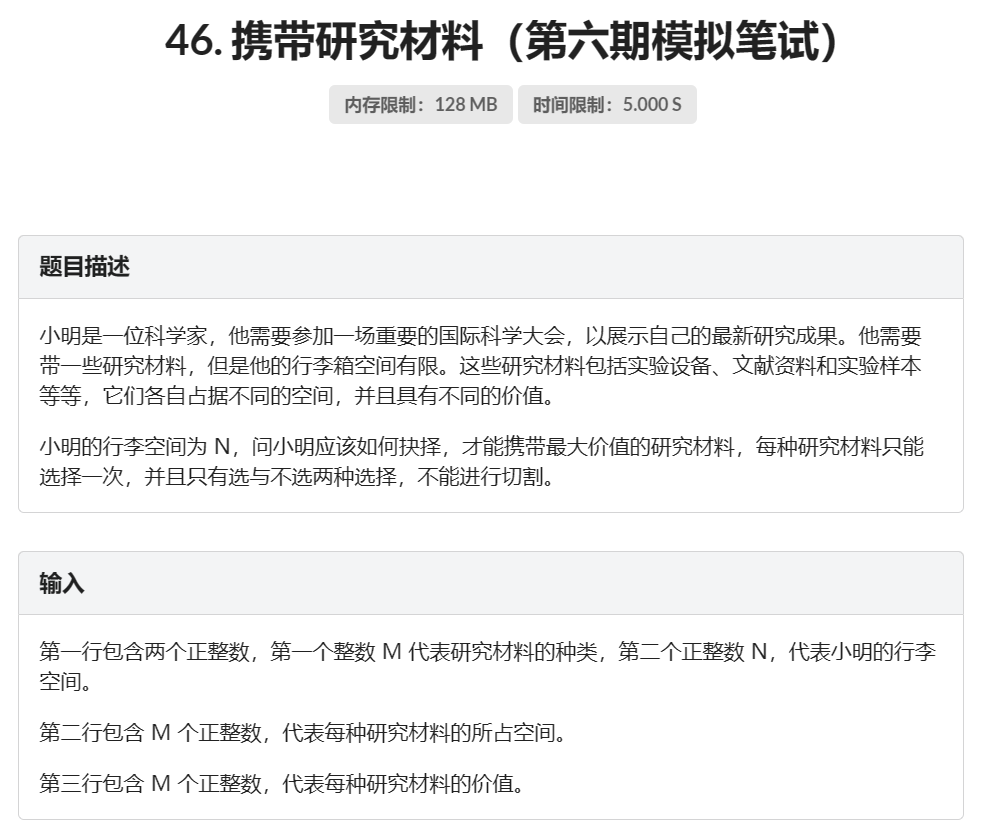 46. 携带研究材料（第六期模拟笔试）
内存限制：128 MB 时间限制：5.000 S
题目描述
小明是一位科学家，他需要参加一场重要的国际科学大会，以展示自己的最新研究成果。他需要
带一些研究材料，但是他的行李箱空间有限。这些研究材料包括实验设备、文献资料和实验样本
等等，它们各自占据不同的空间，并且具有不同的价值。
小明的行李空间为 N，问小明应该如何抉择，才能携带最大价值的研究材料，每种研究材料只能
选择一次，并且只有选与不选两种选择，不能进行切割。
输入
第一行包含两个正整数，第一个整数 M 代表研究材料的种类，第二个正整数 N，代表小明的行李
空间。
第二行包含 M 个正整数，代表每种研究材料的所占空间。
第三行包含 M 个正整数，代表每种研究材料的价值。